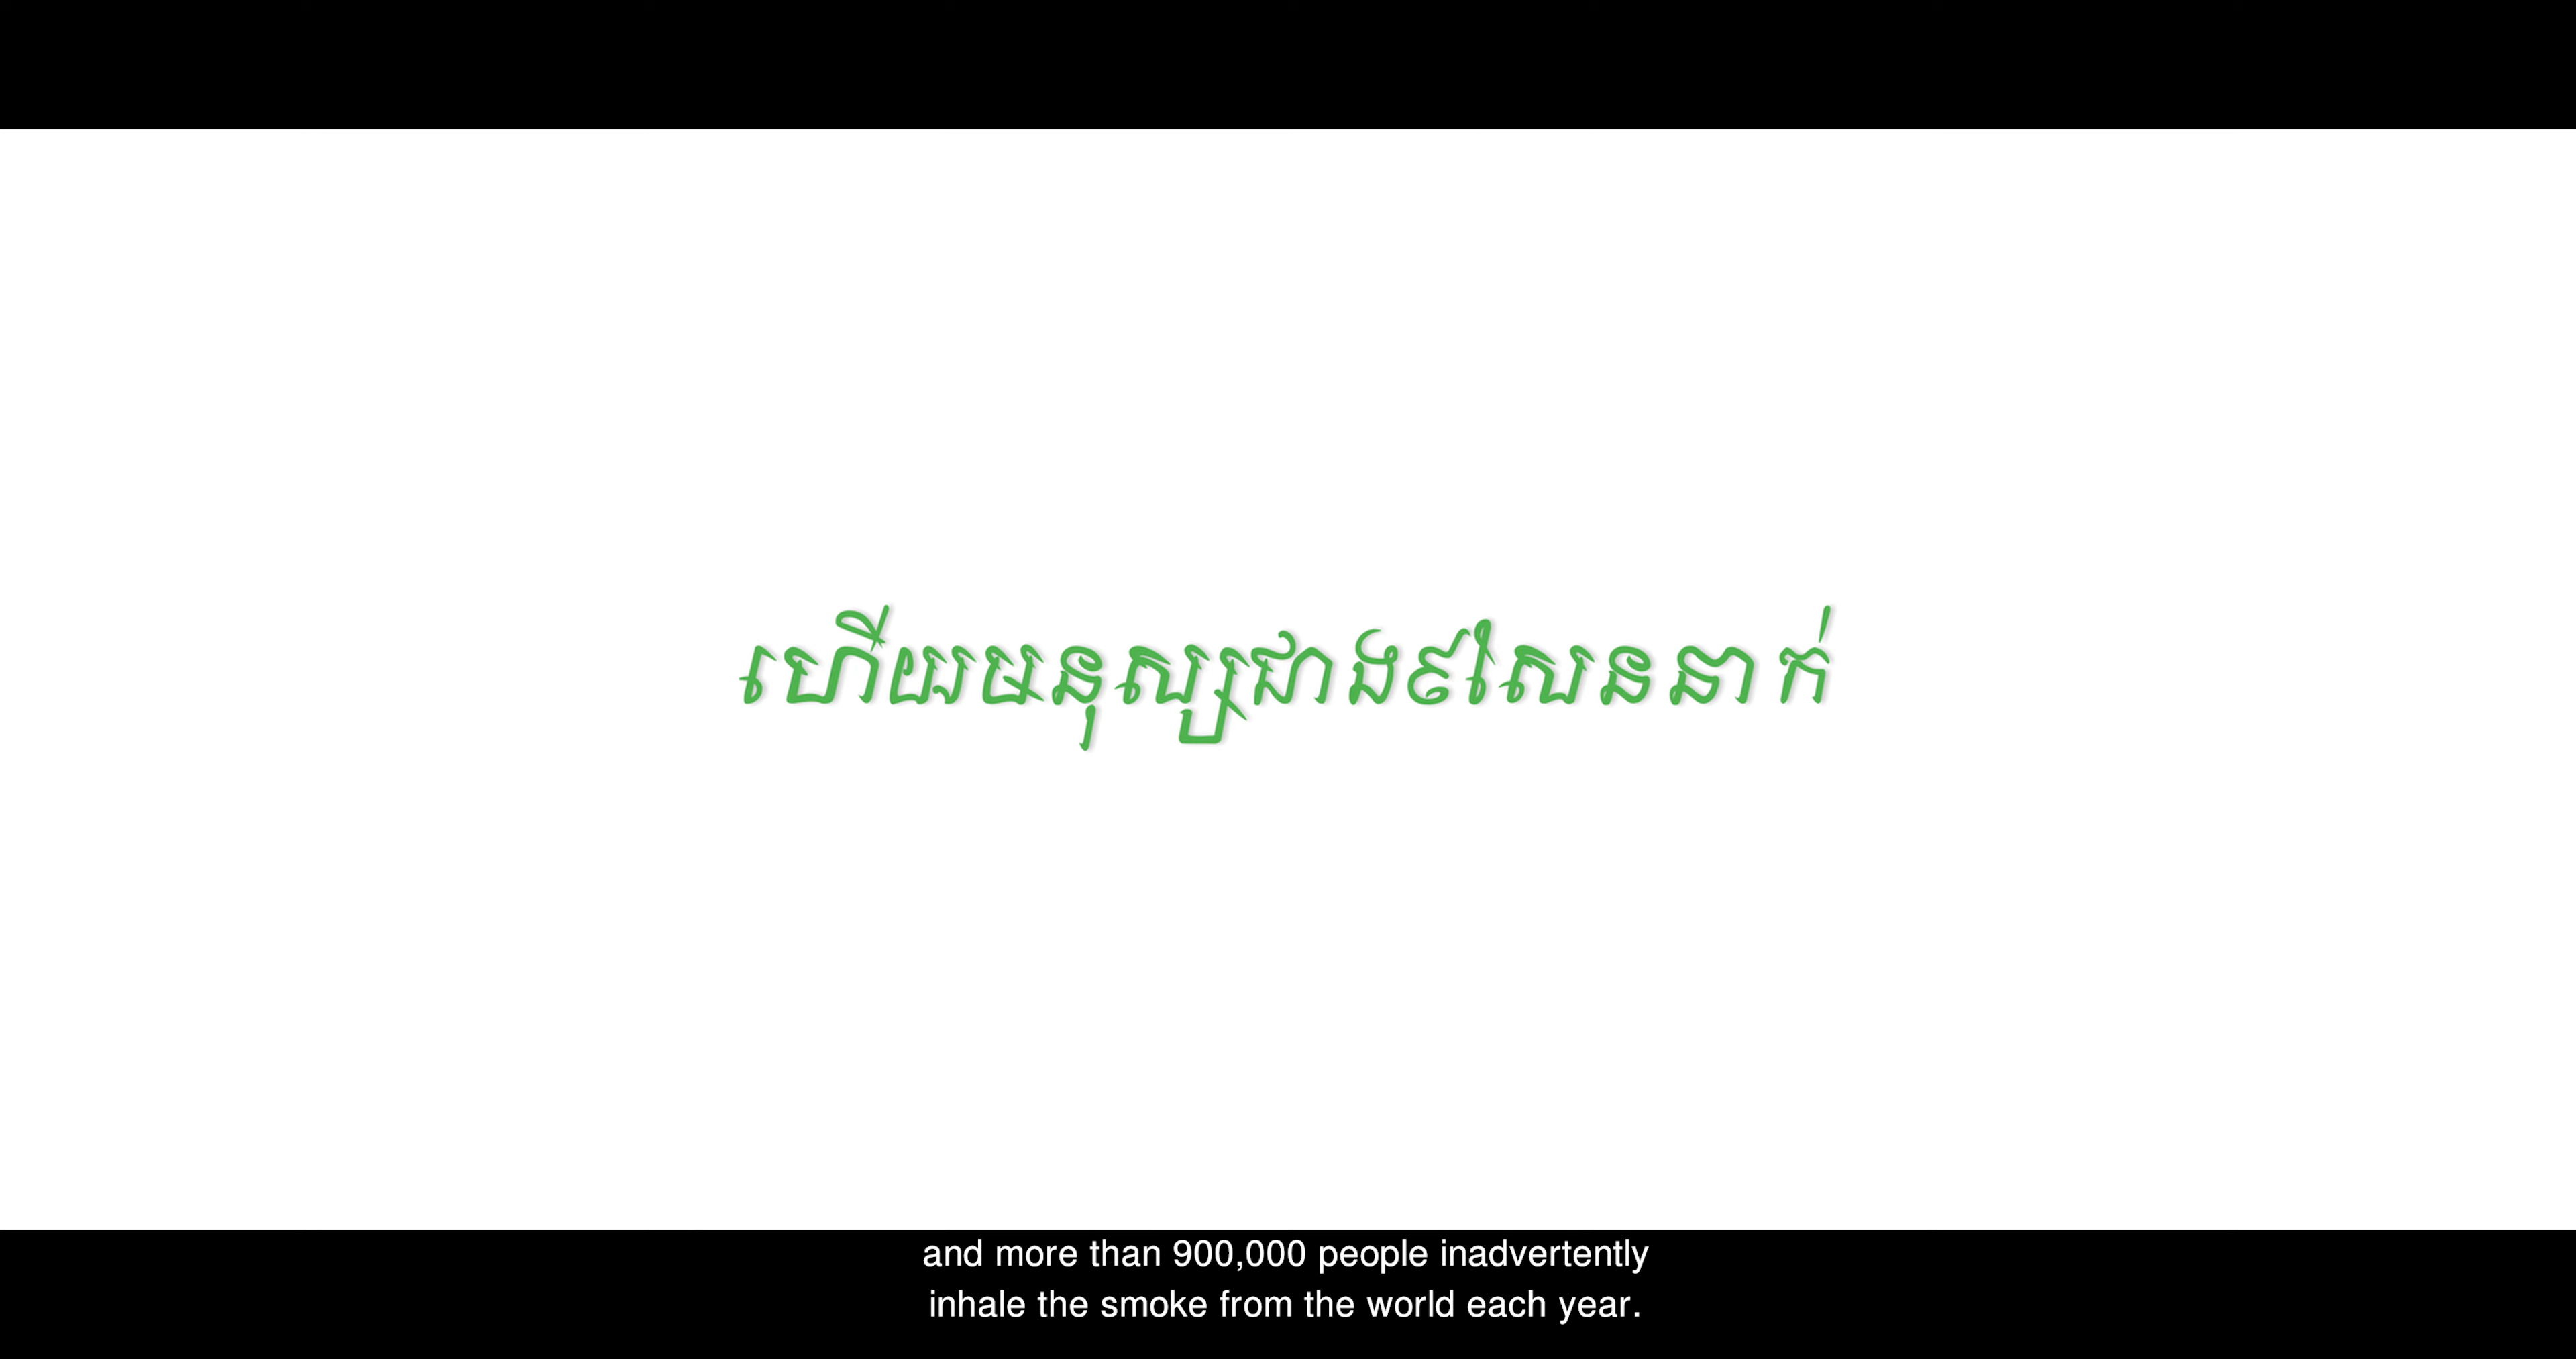 ហើយមនុស្សជាង៩សែននាក់
and more than 900,000 people inadvertently
inhale the smoke from the world each year.